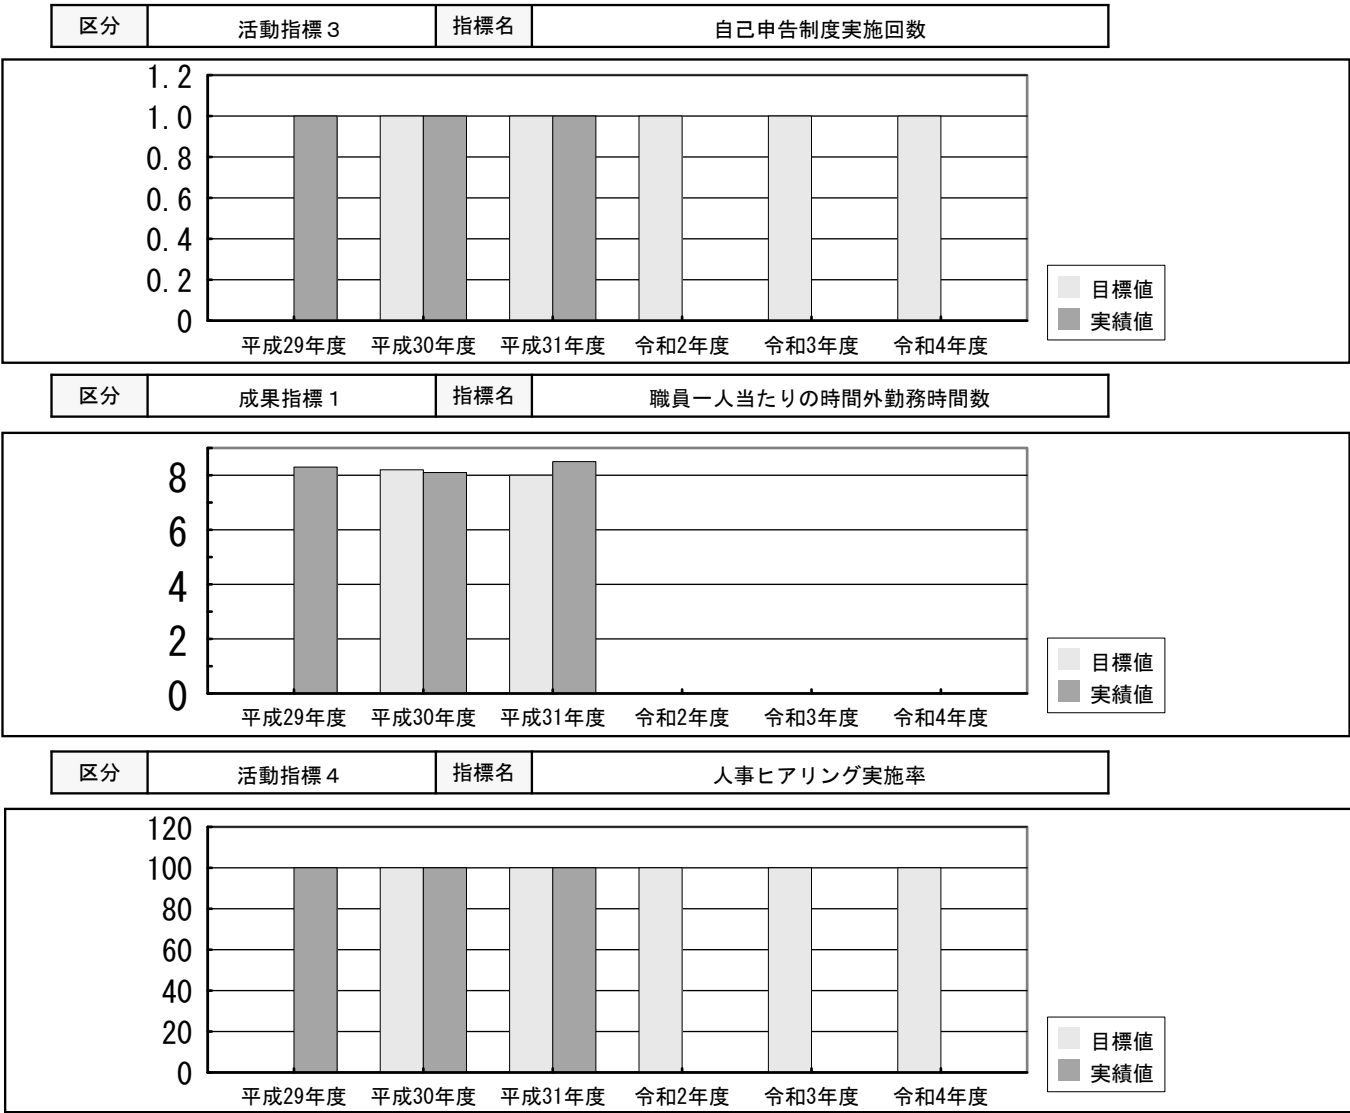 区分 活動指標３ 指標名 自己申告制度実施回数
1.2
1.0
0.8
0.6
0.4
0.2
0
平成29年度 平成30年度 平成31年度 令和2年度 令和3年度 令和4年度
目標値
実績値
区分 成果指標１ 指標名 職員一人当たりの時間外勤務時間数
8
6
4
2
0
平成29年度 平成30年度 平成31年度 令和2年度 令和3年度 令和4年度
目標値
実績値
区分 活動指標４ 指標名 人事ヒアリング実施率
120
100
80
60
40
20
0
平成29年度 平成30年度 平成31年度 令和2年度 令和3年度 令和4年度
目標値
実績値